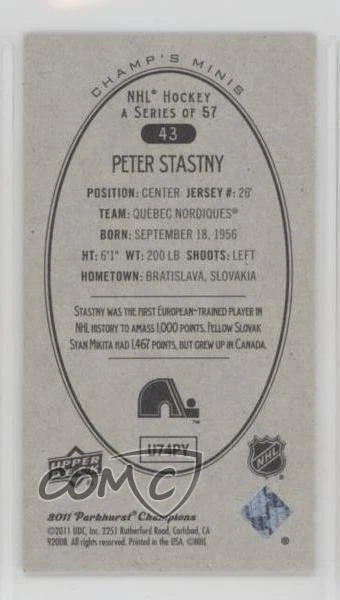 CHAMP'S MINIS
NHL® HOCKEY
A SERIES OF 57
43
PETER STASTNY
POSITION: CENTER JERSEY #: 26
TEAM: QUEBEC NORDIQUES®
BORN: SEPTEMBER 18, 1956
HT: 6'1" WT: 200 LB SHOOTS: LEFT
HOMETOWN: BRATISLAVA, SLOVAKIA
STASTNY WAS THE FIRST EUROPEAN-TRAINED PLAYER IN
NHL HISTORY TO AMASS 1,000 POINTS. FELLOW SLOVAK
STAN MIKITA HAD 1,467 POINTS, BUT GREW UP IN CANADA.
TM
U74PY
UPPER DECK
NHL
COMC
2011 Parkhurst® Champions
©2011 UDC, Inc. 2251 Rutherford Road, Carlsbad, CA
92008. All rights reserved. Printed in the USA. ©NHL
®